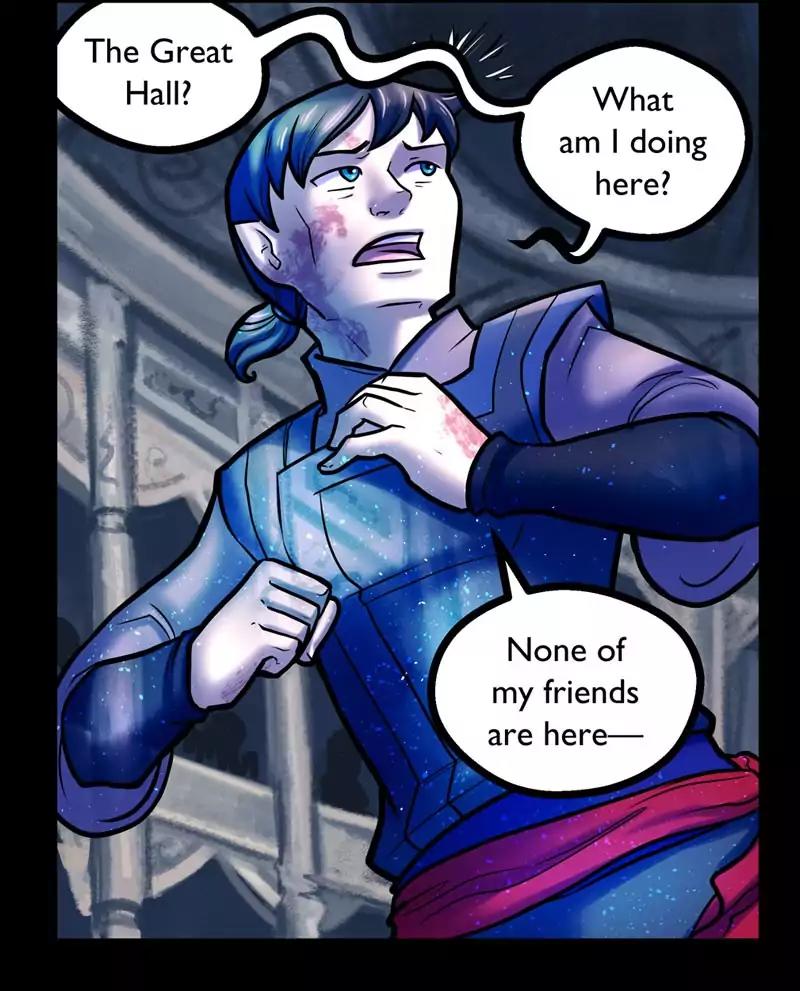 The Great
Hall?
What
am I doing
here?
None of
my friends
are here—